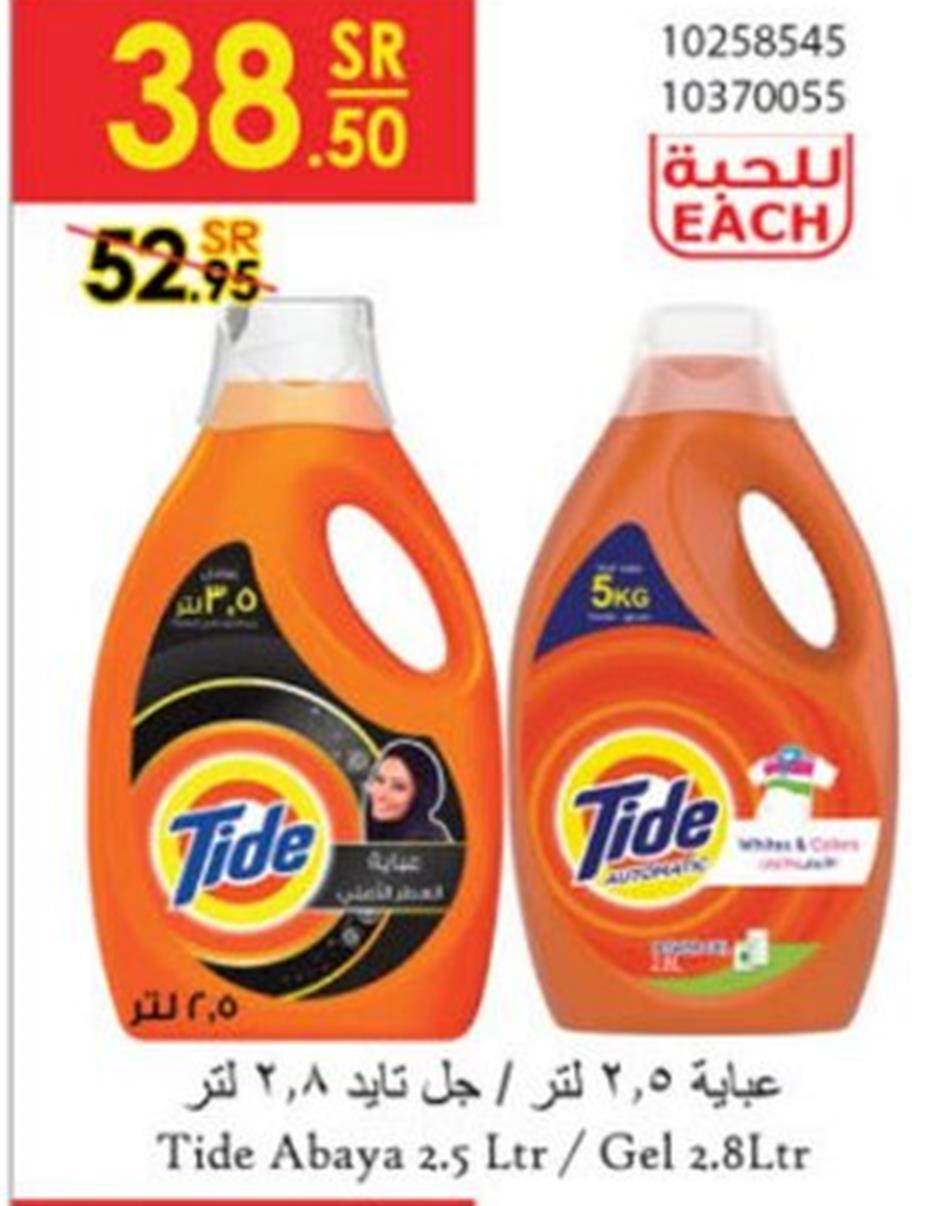 38.50 SR
10258545
10370055
للحبة
EACH
52.95 SR
٣,٥ لتر
5KG
Tide
عباية
العطر الأصلي
٢,٥ لتر
Tide
AUTOMATIC
Whites & Colors
عباية ٢,٥ لتر / جل تايد ٢,٨ لتر
Tide Abaya 2.5 Ltr / Gel 2.8Ltr